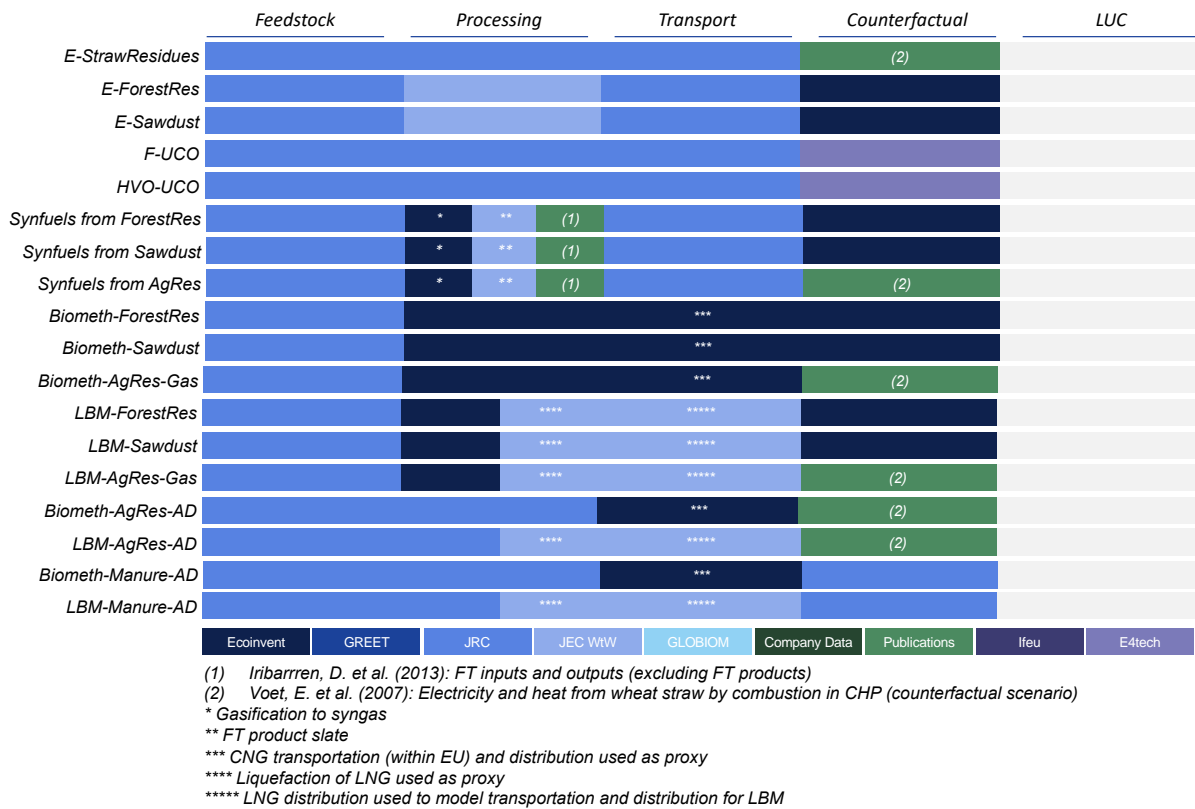 Feedstock Processing Transport Counterfactual LUC
E-StrawResidues (2)
E-ForestRes
E-Sawdust
F-UCO
HVO-UCO
Synfuels from ForestRes * ** (1)
Synfuels from Sawdust * ** (1)
Synfuels from AgRes * ** (1) (2)
Biometh-ForestRes ***
Biometh-Sawdust ***
Biometh-AgRes-Gas *** (2)
LBM-ForestRes **** *****
LBM-Sawdust **** *****
LBM-AgRes-Gas **** ***** (2)
Biometh-AgRes-AD *** (2)
LBM-AgRes-AD **** ***** (2)
Biometh-Manure-AD ***
LBM-Manure-AD **** *****
Ecoinvent GREET JRC JEC WtW GLOBIOM Company Data Publications Ifeu E4tech
(1) Iribarrren, D. et al. (2013): FT inputs and outputs (excluding FT products)
(2) Voet, E. et al. (2007): Electricity and heat from wheat straw by combustion in CHP (counterfactual scenario)
* Gasification to syngas
** FT product slate
*** CNG transportation (within EU) and distribution used as proxy
**** Liquefaction of LNG used as proxy
***** LNG distribution used to model transportation and distribution for LBM